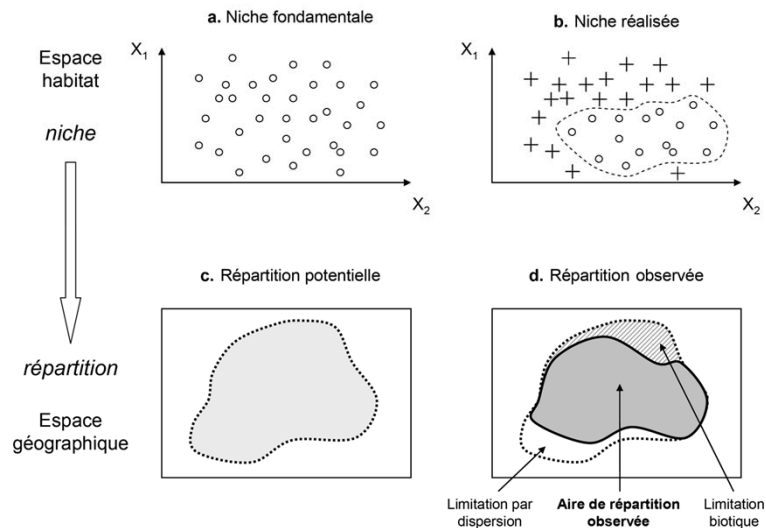 a. Niche fondamentale
b. Niche réalisée
Espace
habitat
niche
X1
X2
X1
X2
c. Répartition potentielle
d. Répartition observée
répartition
Espace
géographique
Limitation par
dispersion
Aire de répartition
observée
Limitation
biotique